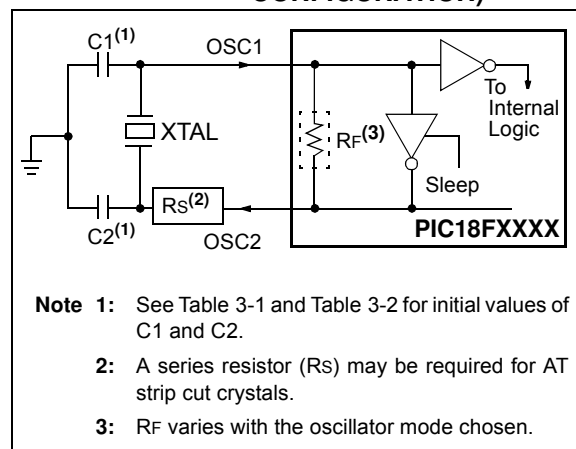 C1(1)
OSC1
To
Internal
Logic
XTAL
RF(3)
Sleep
C2(1)
RS(2)
OSC2
PIC18FXXXX
Note 1: See Table 3-1 and Table 3-2 for initial values of
C1 and C2.
2: A series resistor (RS) may be required for AT
strip cut crystals.
3: RF varies with the oscillator mode chosen.